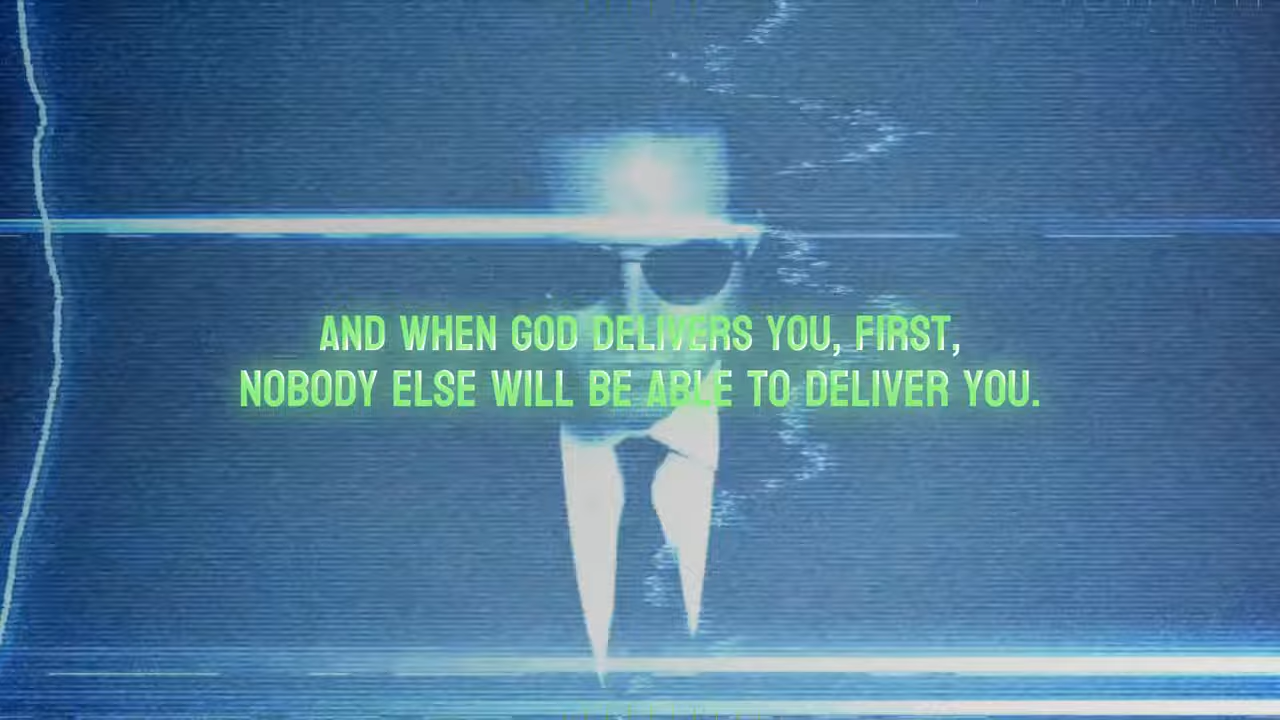 AND WHEN GOD DELIVERS YOU, FIRST,
NOBODY ELSE WILL BE ABLE TO DELIVER YOU.